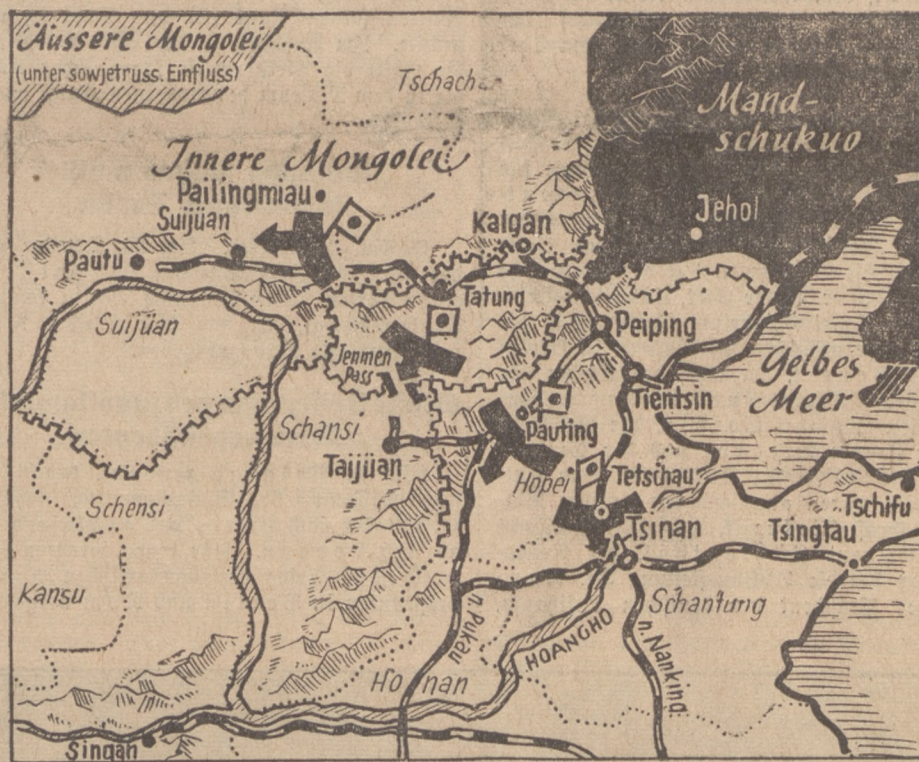 Äussere Mongolei
(unter sowjetruss. Einfluss)
Tschachar
Mand-
schukuo
Innere Mongolei
Pailingmiau
Suijüan
Jehol
Kalgan
Pautu
Tatung
Suijüan
Peiping
Jenmen
Pass
Gelbes
Meer
Tientsin
Schansi
Pauting
Taijüan
Hopei
Tetschau
Schensi
Tschifu
Tsinan
Tsingtau
Kansu
Schantung
n. Pukau
HOANGHO
n. Nanking
Honan
Singan